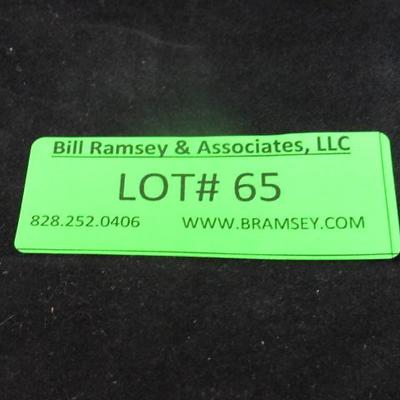 Bill Ramsey & Associates, LLC
LOT# 65
828.252.0406 WWW.BRAMSEY.COM